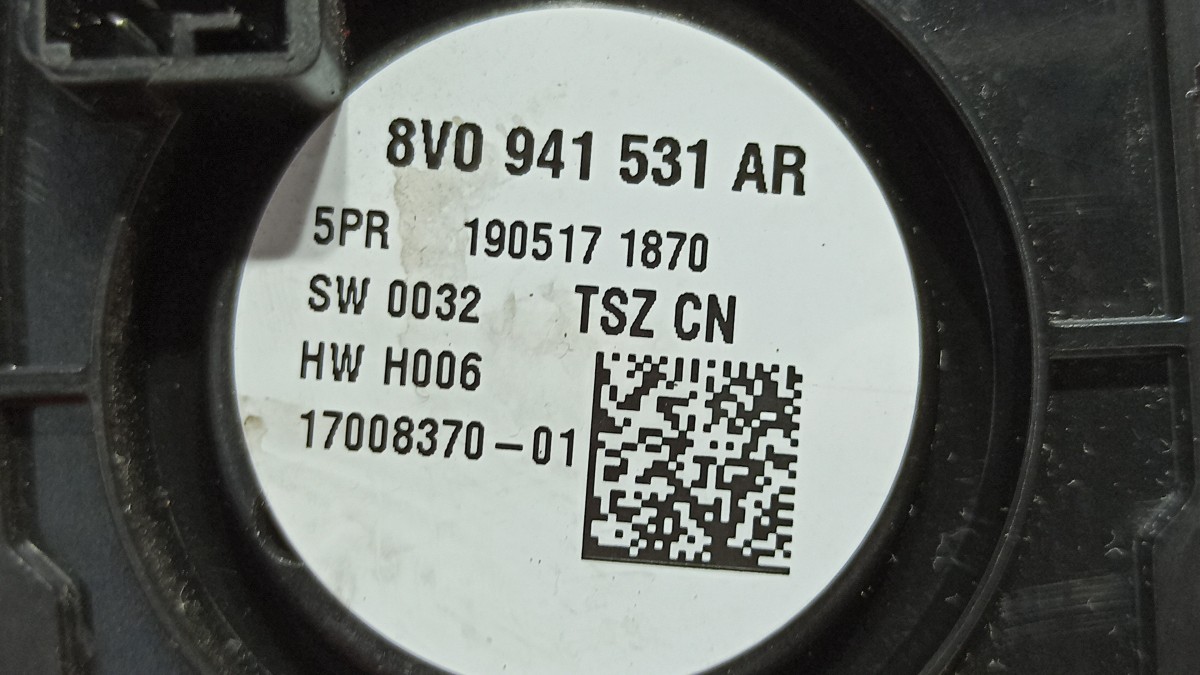 8V0 941 531 AR
5PR 190517 1870
SW 0032 TSZ CN
HW H006
17008370-01